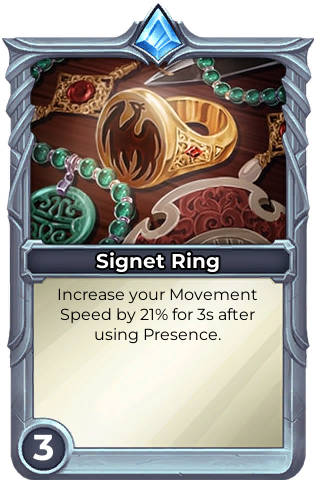 Signet Ring
Increase your Movement
Speed by 21% for 3s after
using Presence.
3